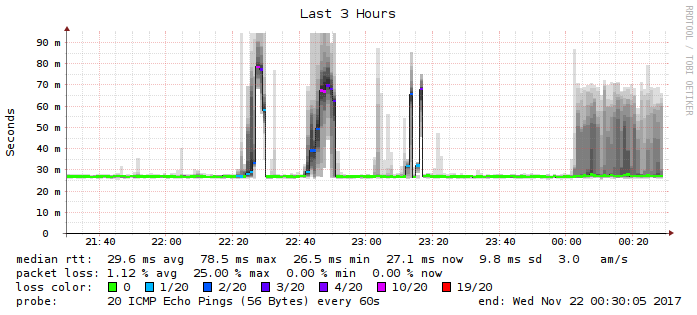 Last 3 Hours
RRDTOOL / TOBI OETIKER
Seconds
90 m
80 m
70 m
60 m
50 m
40 m
30 m
20 m
10 m
0
21:40 22:00 22:20 22:40 23:00 23:20 23:40 00:00 00:20
median rtt: 29.6 ms avg 78.5 ms max 26.5 ms min 27.1 ms now 9.8 ms sd 3.0 am/s
packet loss: 1.12 % avg 25.00 % max 0.00 % min 0.00 % now
loss color: 0 1/20 2/20 3/20 4/20 10/20 19/20
probe: 20 ICMP Echo Pings (56 Bytes) every 60s end: Wed Nov 22 00:30:05 2017